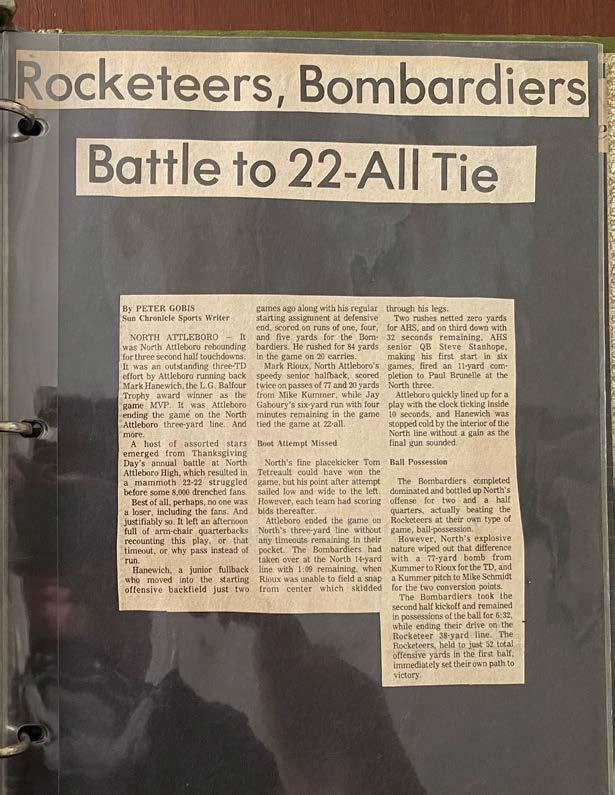 Rocketeers, Bombardiers
Battle to 22-All Tie
By PETER GOBIS
Sun Chronicle Sports Writer
NORTH ATTLEBORO — It
was North Attleboro rebounding
for three second half touchdowns.
It was an outstanding three-TD
effort by Attleboro running back
Mark Hanewich, the L.G. Balfour
Trophy award winner as the
game MVP. It was Attleboro
ending the game on the North
Attleboro three-yard line. And
more.
A host of assorted stars
emerged from Thanksgiving
Day's annual battle at North
Attleboro High, which resulted in
a mammoth 22-22 struggled
before some 8,000 drenched fans.
Best of all, perhaps, no one was
a loser, including the fans. And
justifiably so. It left an afternoon
full of arm-chair quarterbacks
recounting this play, or that
timeout, or why pass instead of
run.
Hanewich, a junior fullback
who moved into the starting
offensive backfield just two
games ago along with his regular
starting assignment at defensive
end, scored on runs of one, four,
and five yards for the Bom-
bardiers. He rushed for 84 yards
in the game on 20 carries.
Mark Rioux, North Attleboro's
speedy senior halfback, scored
twice on passes of 77 and 20 yards
from Mike Kummer, while Jay
Gaboury's six-yard run with four
minutes remaining in the game
tied the game at 22-all.
Boot Attempt Missed
North's fine placekicker Tom
Tetreault could have won the
game, but his point after attempt
sailed low and wide to the left.
However, each team had scoring
bids thereafter.
Attleboro ended the game on
North's three-yard line without
any timeouts remaining in their
pocket. The Bombardiers had
taken over at the North 14-yard
line with 1:09 remaining, when
Rioux was unable to field a snap
from center which skidded
through his legs.
Two rushes netted zero yards
for AHS, and on third down with
32 seconds remaining, AHS
senior QB Steve Stanhope,
making his first start in six
games, fired an 11-yard com-
pletion to Paul Brunelle at the
North three.
Attleboro quickly lined up for a
play with the clock ticking inside
10 seconds, and Hanewich was
stopped cold by the interior of the
North line without a gain as the
final gun sounded.
Ball Possession
The Bombardiers completed
dominated and bottled up North's
offense for two and a half
quarters, actually beating the
Rocketeers at their own type of
game, ball-possession.
However, North's explosive
nature wiped out that difference
with a 77-yard bomb from
Kummer to Rioux for the TD, and
a Kummer pitch to Mike Schmidt
for the two conversion points.
The Bombardiers took the
second half kickoff and remained
in possessions of the ball for 6:32,
while ending their drive on the
Rocketeer 38-yard line. The
Rocketeers, held to just 52 total
offensive yards in the first half,
immediately set their own path to
victory.